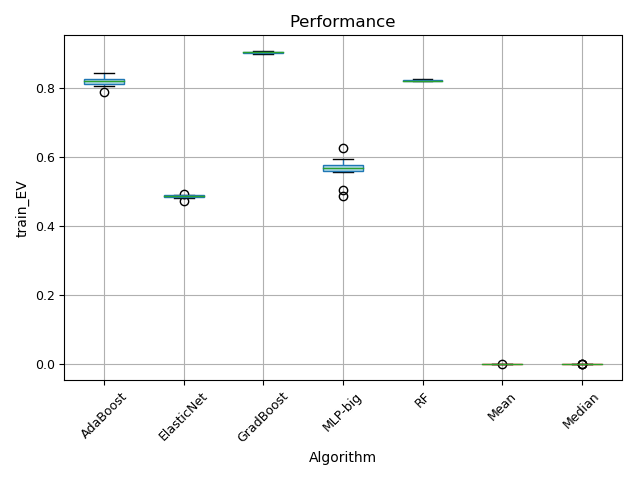 Performance
train_EV
0.8
0.6
0.4
0.2
0.0
AdaBoost
ElasticNet
GradBoost
MLP-big
RF
Mean
Median
Algorithm